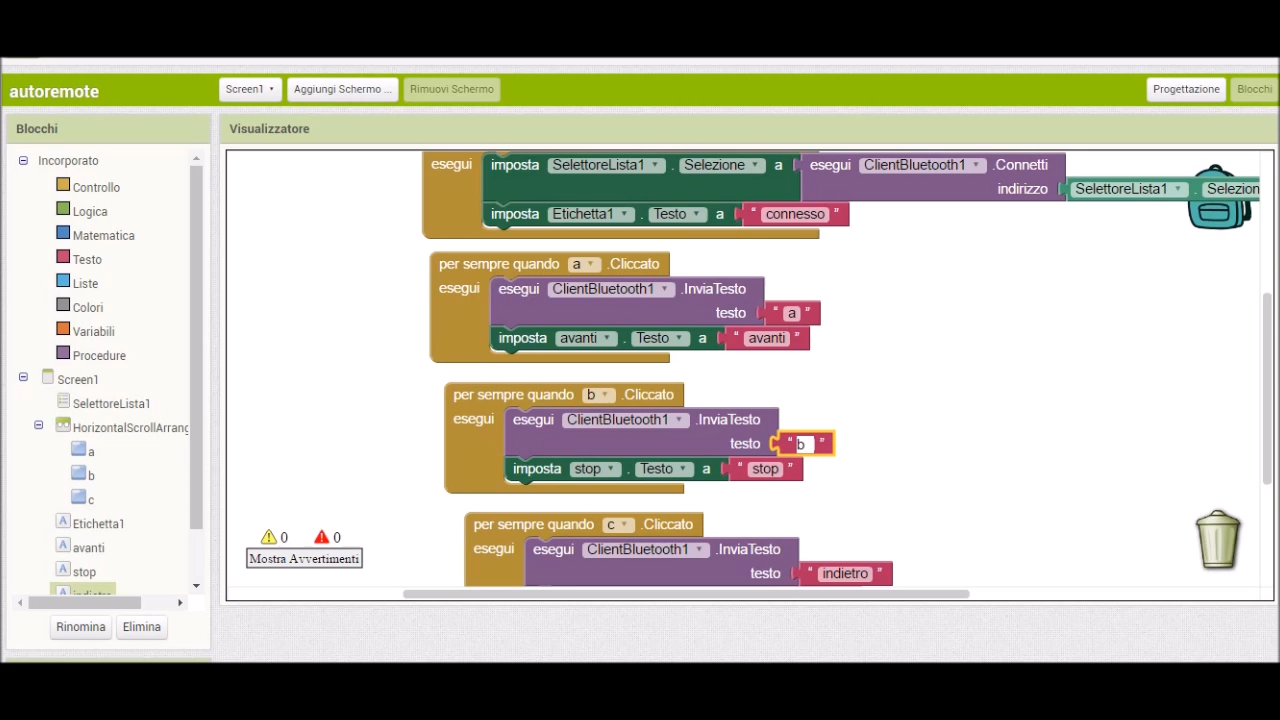 autoremote
Screen1
Aggiungi Schermo ...
Rimuovi Schermo
Progettazione
Blocchi
Blocchi
Incorporato
Controllo
Logica
Matematica
Testo
Liste
Colori
Variabili
Procedure
Screen1
SelettoreLista1
HorizontalScrollArrang
a
b
c
Etichetta1
avanti
stop
indietro
Rinomina
Elimina
Visualizzatore
esegui imposta SelettoreLista1 . Selezione a esegui ClientBluetooth1 .Connetti
indirizzo SelettoreLista1 . Selezion
imposta Etichetta1 . Testo a “ connesso ”
per sempre quando a .Cliccato
esegui esegui ClientBluetooth1 .InviaTesto
testo “ a ”
imposta avanti . Testo a “ avanti ”
per sempre quando b .Cliccato
esegui esegui ClientBluetooth1 .InviaTesto
testo “ b ”
imposta stop . Testo a “ stop ”
per sempre quando c .Cliccato
esegui esegui ClientBluetooth1 .InviaTesto
testo “ indietro ”
0 0
Mostra Avvertimenti